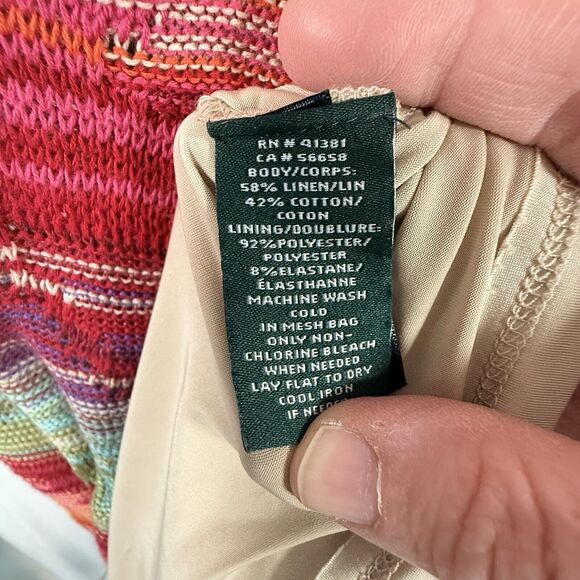 RN # 41381
CA # 56658
BODY/CORPS:
58% LINEN/LIN
42% COTTON/
COTON
LINING/DOUBLURE:
92%POLYESTER/
POLYESTER
8%ELASTANE/
ÉLASTHANNE
MACHINE WASH
COLD
IN MESH BAG
ONLY NON-
CHLORINE BLEACH
WHEN NEEDED
LAY FLAT TO DRY
COOL IRON
IF